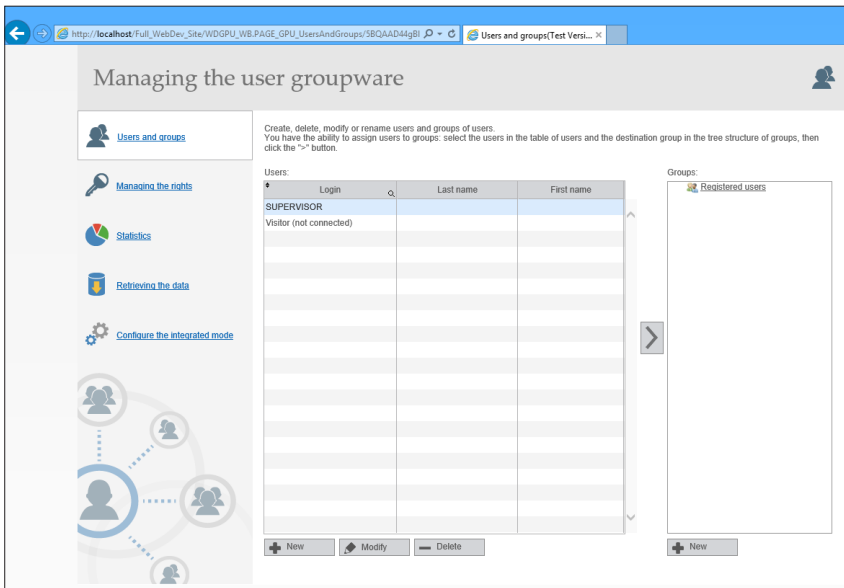 http://localhost/Full_WebDev_Site/WDGPU_WB.PAGE_GPU_UsersAndGroups/SBQAAD44gBI
Users and groups(Test Versi...
Managing the user groupware
Users and groups
Managing the rights
Statistics
Retrieving the data
Configure the integrated mode
Create, delete, modify or rename users and groups of users.
You have the ability to assign users to groups: select the users in the table of users and the destination group in the tree structure of groups, then
click the ">" button.
Users:
Login Last name First name
SUPERVISOR
Visitor (not connected)
New Modify Delete
Groups:
Registered users
New